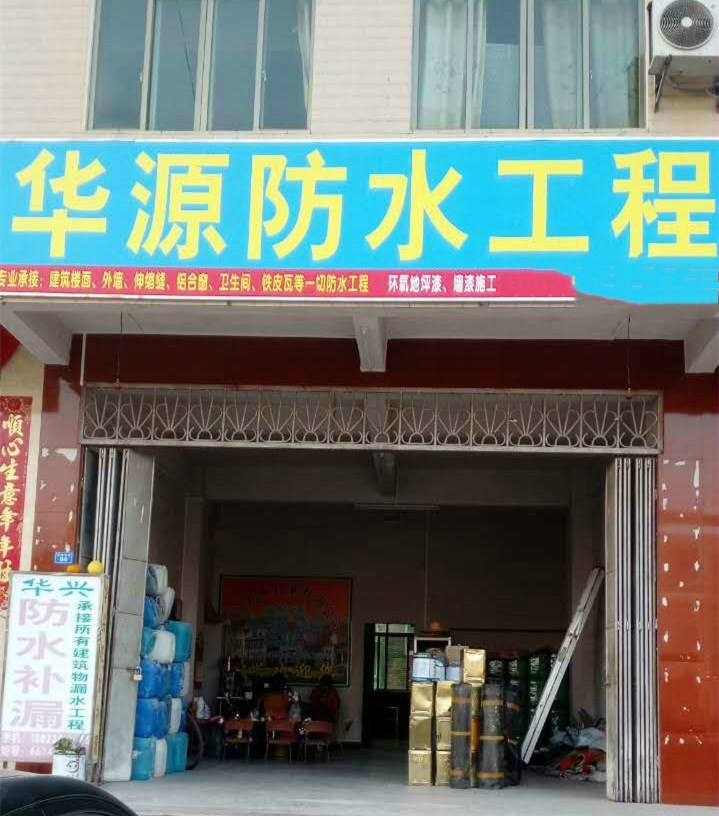 华源防水工程
专业承接：建筑楼面、外墙、伸缩缝、铝合窗、卫生间、铁皮瓦等一切防水工程 环氧地坪漆、墙漆施工
順心生意年年
华兴
防水补漏
承接所有建筑物漏水工程